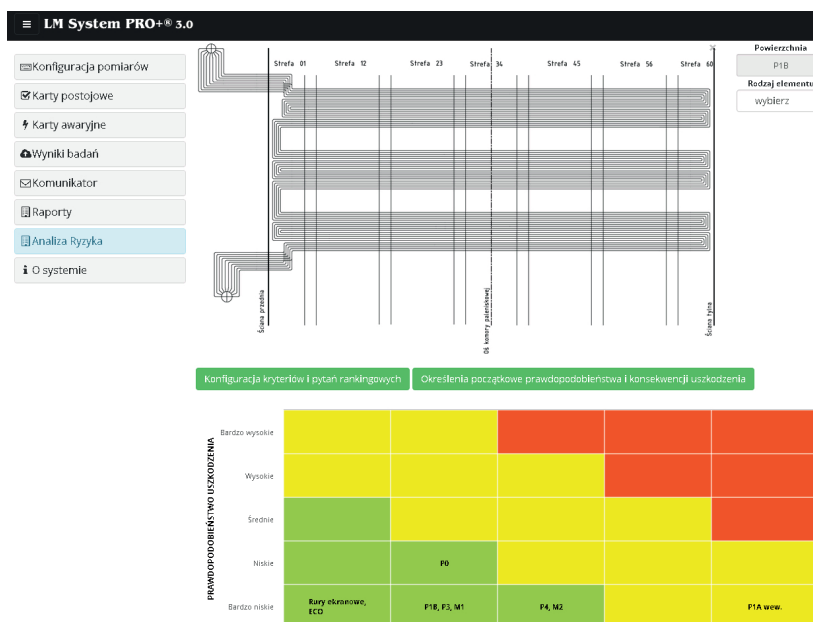 ≡ LM System PRO+® 3.0
Konfiguracja pomiarów
Karty postojowe
Karty awaryjne
Wyniki badań
Komunikator
Raporty
Analiza Ryzyka
O systemie
Strefa 01 Strefa 12 Strefa 23 Strefa 34 Strefa 45 Strefa 56 Strefa 60
Powierzchnia
P1B
Rodzaj elementu
wybierz
Ściana przednia
Oś komory paleniskowej
Ściana tylna
Konfiguracja kryteriów i pytań rankingowych
Określenia początkowe prawdopodobieństwa i konsekwencji uszkodzenia
PRAWDOPODOBIEŃSTWO USZKODZENIA
Bardzo wysokie
Wysokie
Średnie
Niskie
P0
Bardzo niskie
Rury ekranowe,
ECO
P1B, P3, M1
P4, M2
P1A wew.